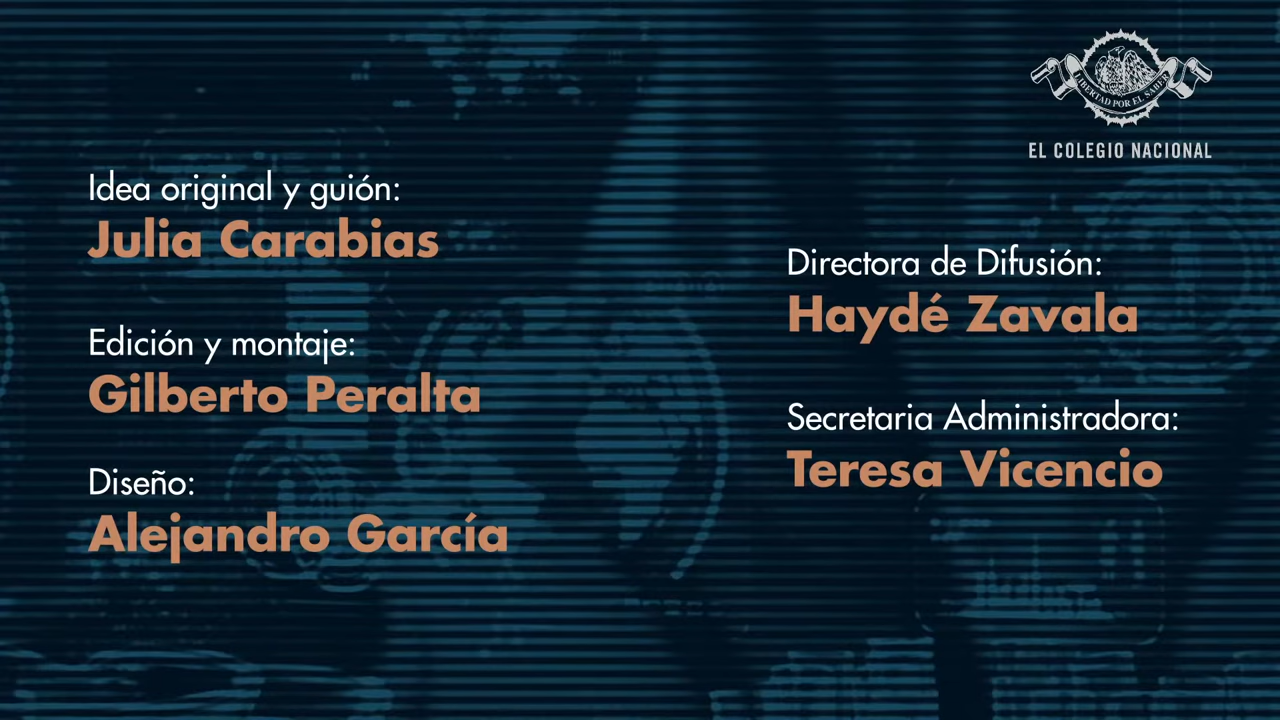 LIBERTAD POR EL SABER
EL COLEGIO NACIONAL
Idea original y guión:
Julia Carabias
Edición y montaje:
Gilberto Peralta
Diseño:
Alejandro García
Directora de Difusión:
Haydé Zavala
Secretaria Administradora:
Teresa Vicencio